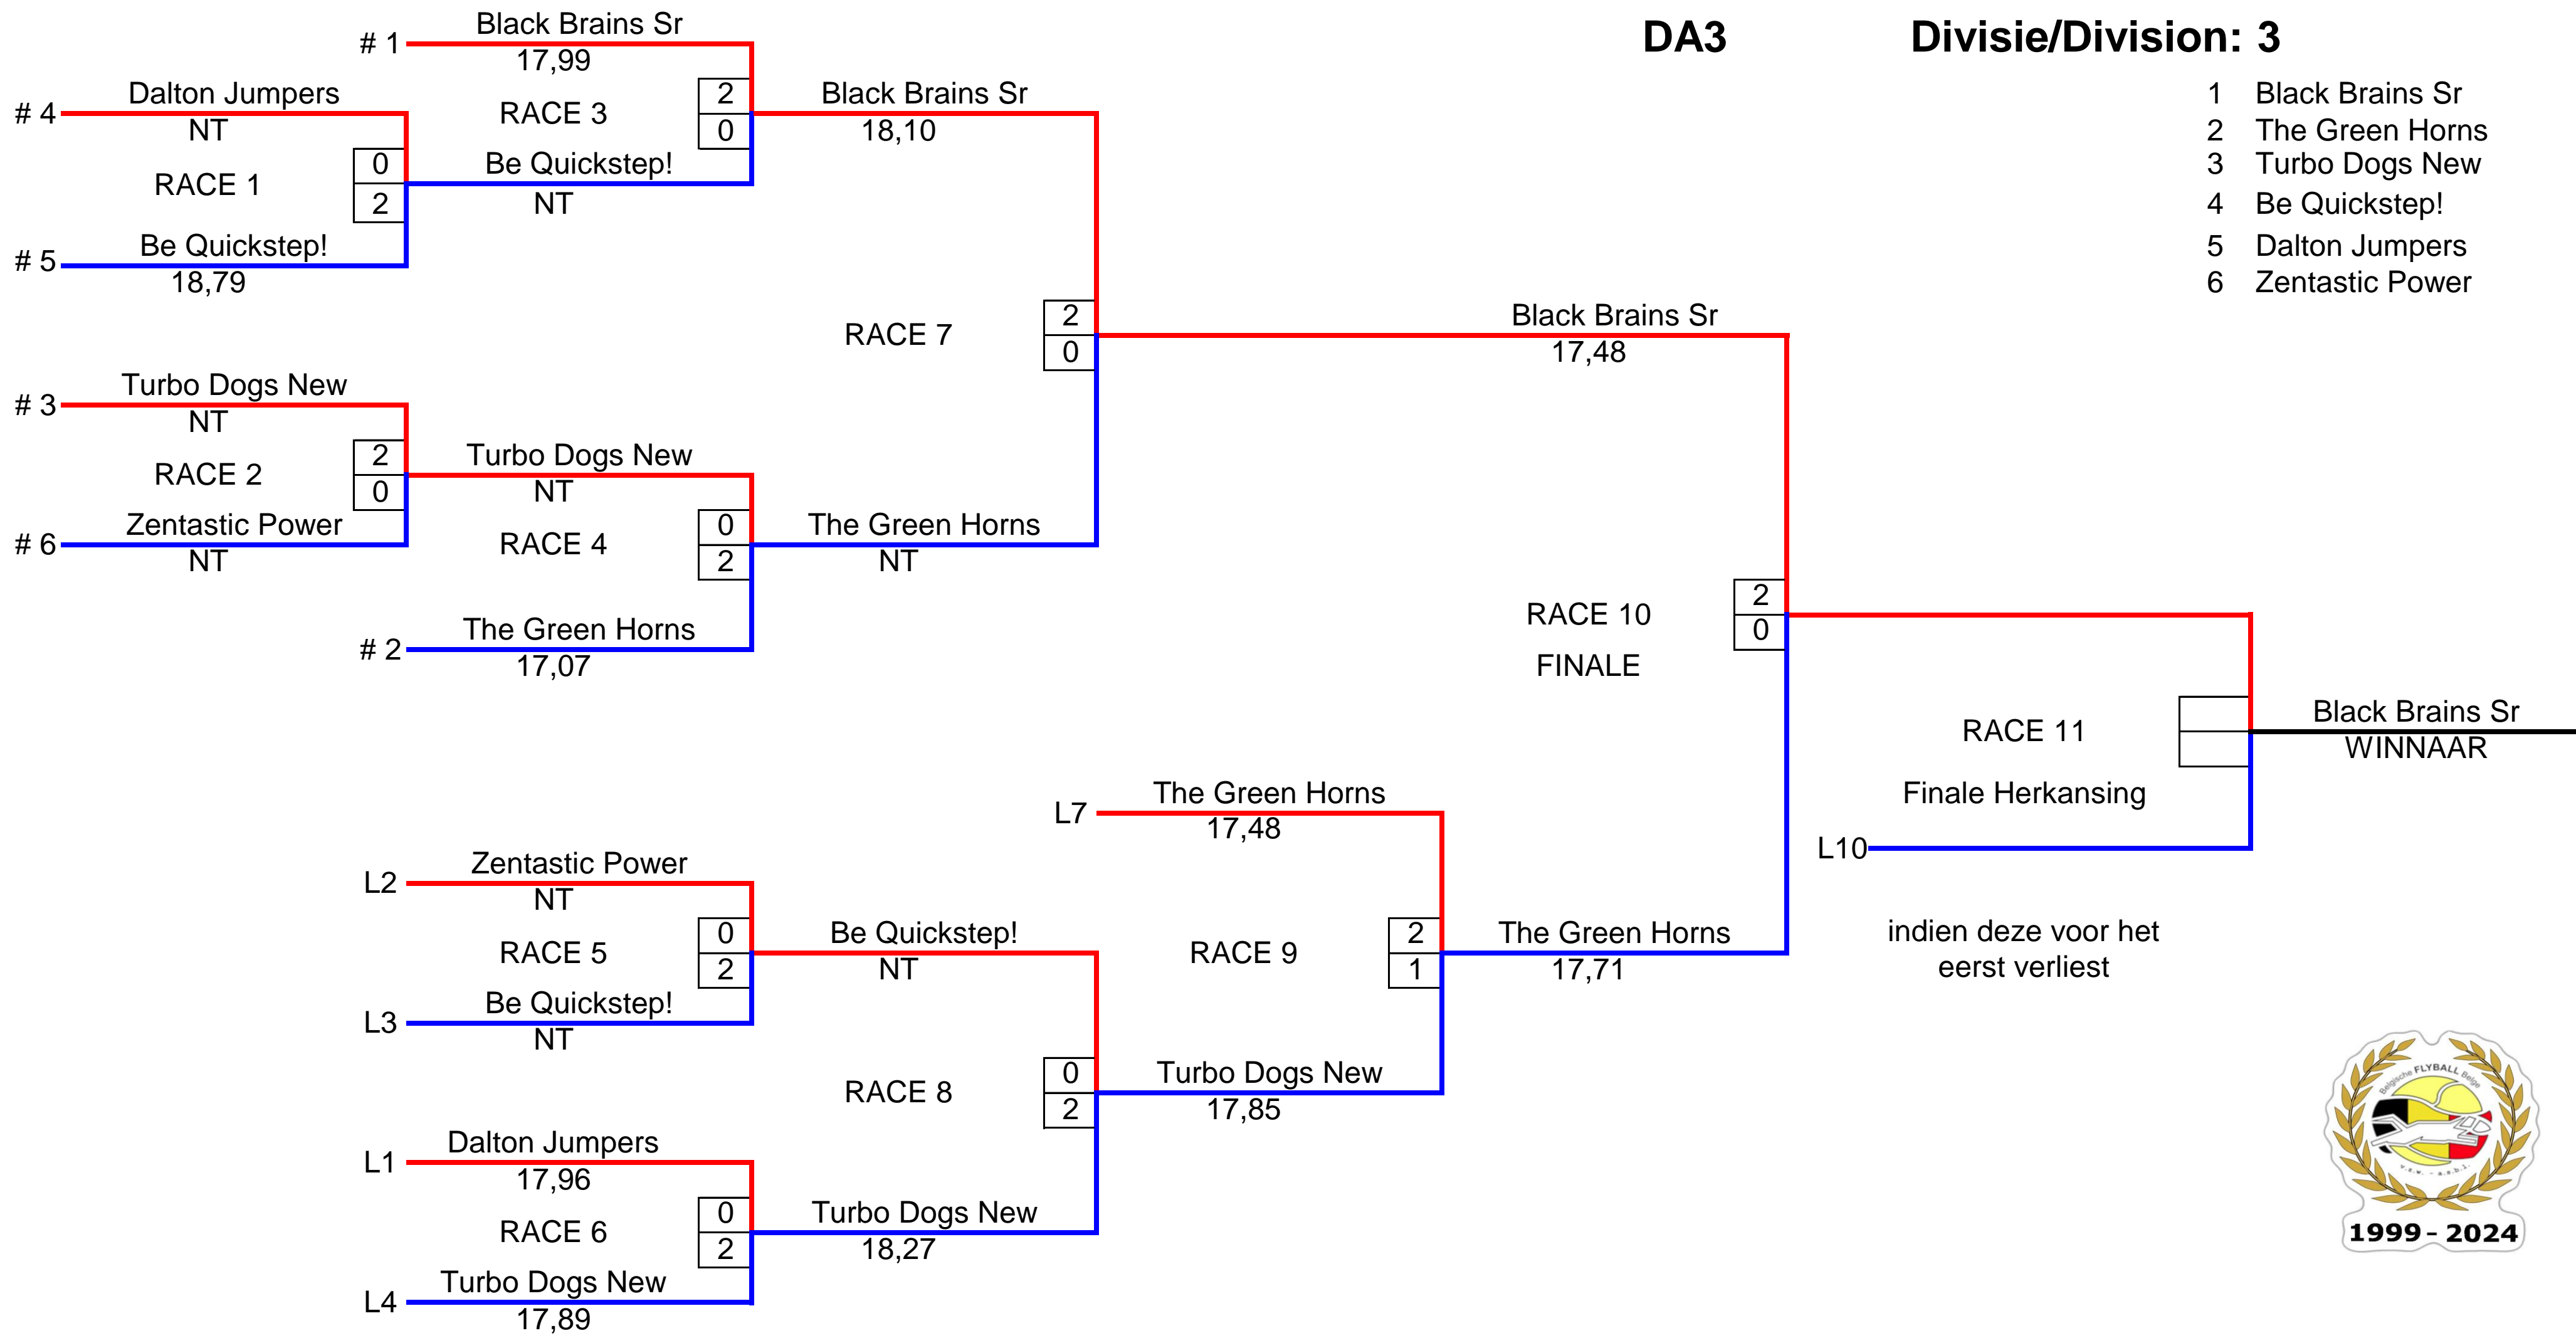 DA3
Divisie/Division: 3
1 Black Brains Sr
2 The Green Horns
3 Turbo Dogs New
4 Be Quickstep!
5 Dalton Jumpers
6 Zentastic Power
# 1
Black Brains Sr
17,99
# 4
Dalton Jumpers
NT
RACE 1
0
2
# 5
Be Quickstep!
18,79
RACE 3
2
0
Be Quickstep!
NT
Black Brains Sr
18,10
# 3
Turbo Dogs New
NT
RACE 2
2
0
# 6
Zentastic Power
NT
Turbo Dogs New
NT
RACE 4
0
2
# 2
The Green Horns
17,07
The Green Horns
NT
RACE 7
2
0
Black Brains Sr
17,48
RACE 10
FINALE
2
0
L7
The Green Horns
17,48
L2
Zentastic Power
NT
RACE 5
0
2
L3
Be Quickstep!
NT
Be Quickstep!
NT
RACE 8
0
2
L1
Dalton Jumpers
17,96
RACE 6
0
2
L4
Turbo Dogs New
17,89
Turbo Dogs New
18,27
Turbo Dogs New
17,85
RACE 9
2
1
The Green Horns
17,71
RACE 11
Finale Herkansing
L10
indien deze voor het
eerst verliest
Black Brains Sr
WINNAAR
Belgische FLYBALL Belge
v.z.w. - a.s.b.l.
1999 - 2024